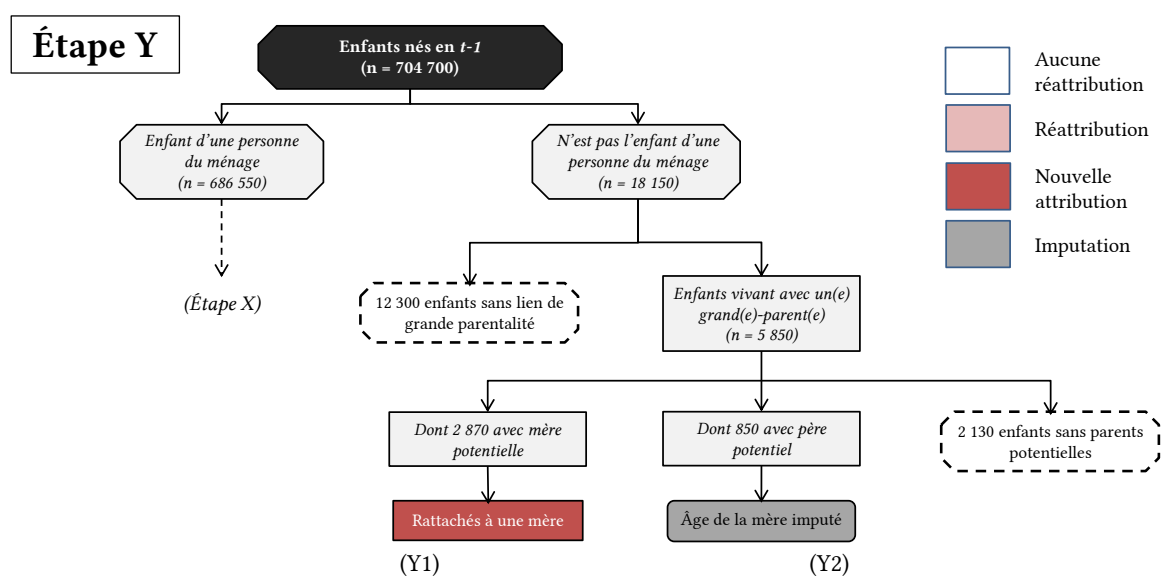 Étape Y
Enfants nés en t-1
(n = 704 700)
Aucune
réattribution
Réattribution
Nouvelle
attribution
Imputation
Enfant d'une personne
du ménage
(n = 686 550)
N'est pas l'enfant d'une
personne du ménage
(n = 18 150)
(Étape X)
12 300 enfants sans lien de
grande parentalité
Enfants vivant avec un(e)
grand(e)-parent(e)
(n = 5 850)
Dont 2 870 avec mère
potentielle
Dont 850 avec père
potentiel
2 130 enfants sans parents
potentielles
Rattachés à une mère
Âge de la mère imputé
(Y1)
(Y2)